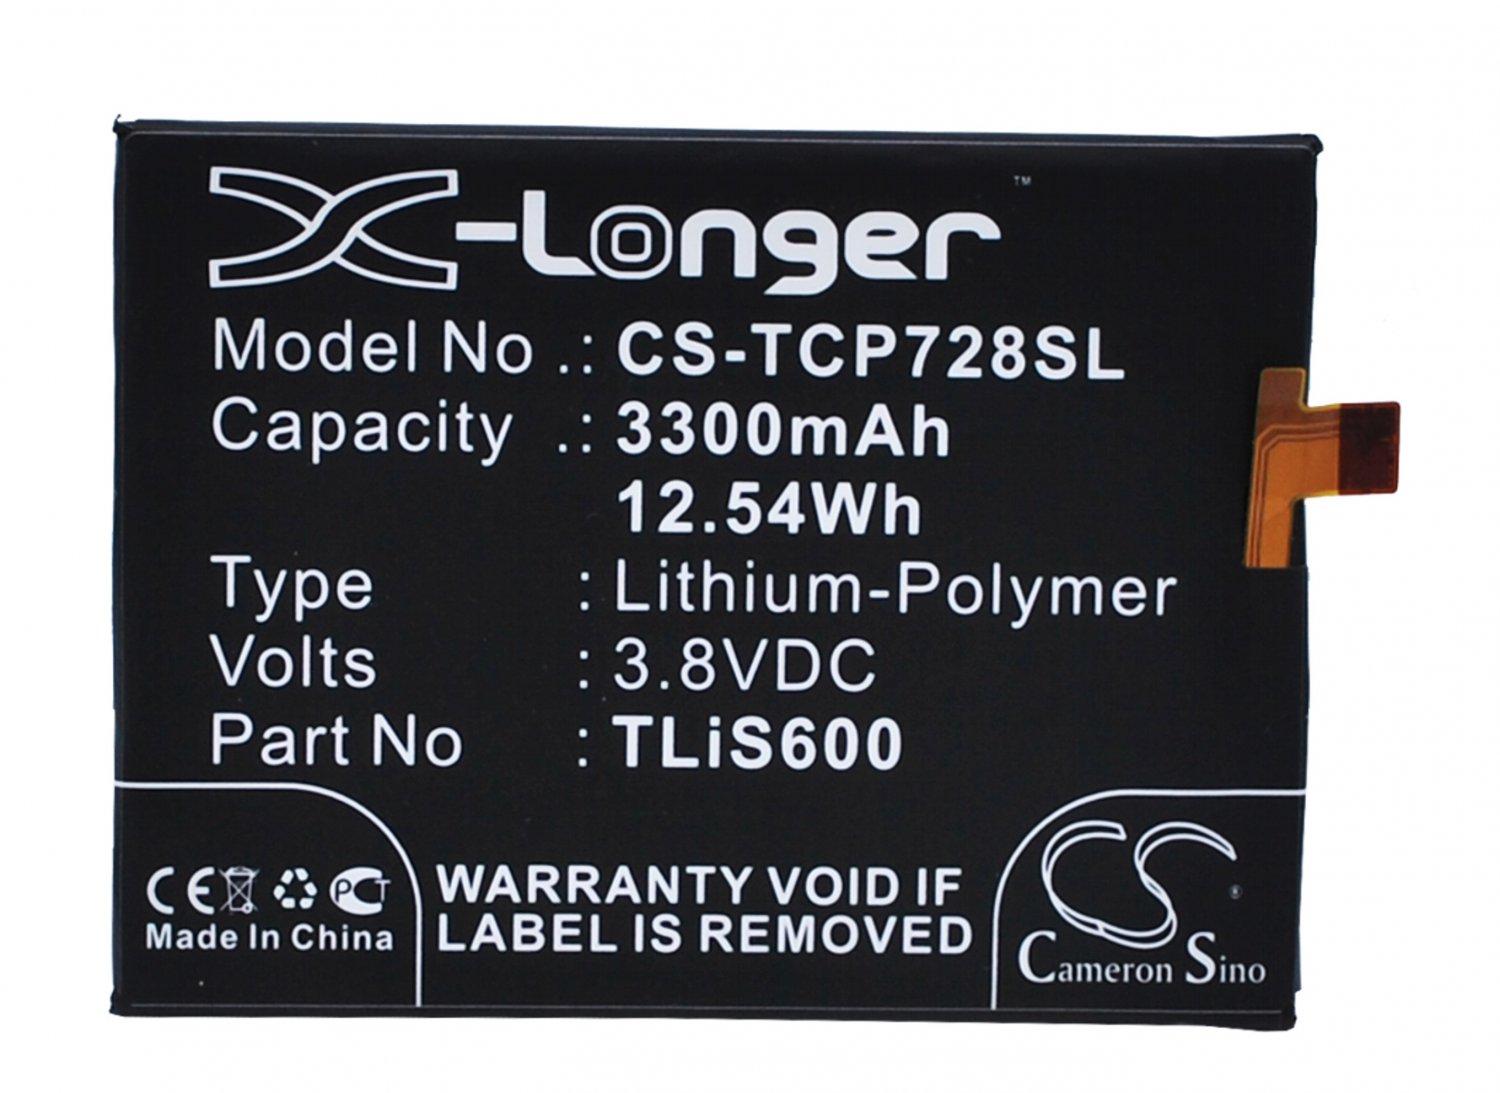 X-Longer™
Model No .: CS-TCP728SL
Capacity .: 3300mAh
12.54Wh
Type : Lithium-Polymer
Volts : 3.8VDC
Part No : TLiS600
CE PCT
Made In China
WARRANTY VOID IF
LABEL IS REMOVED
CS ®
Cameron Sino